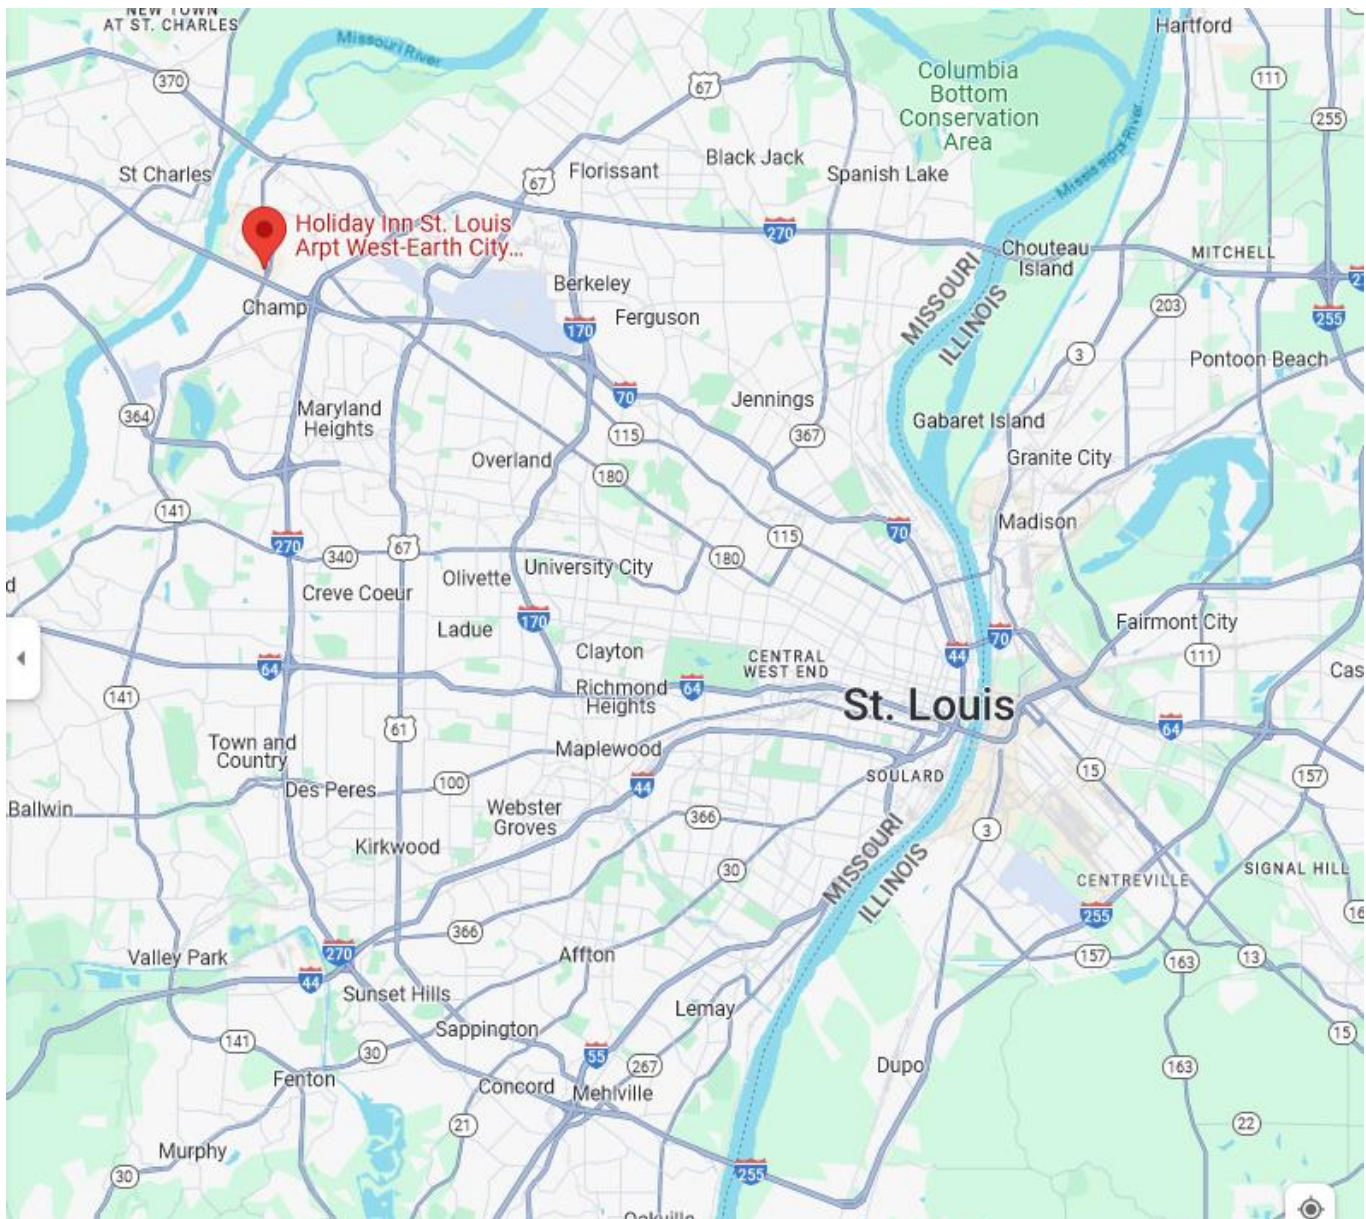 NEW TOWN
AT ST. CHARLES
Missouri River
Hartford
370
67
Columbia
Bottom
Conservation
Area
111
255
St Charles
67
Florissant
Black Jack
Spanish Lake
Mississippi River
Holiday Inn St. Louis
Arpt West-Earth City...
270
Chouteau
Island
MITCHELL
Champ
Berkeley
Ferguson
170
MISSOURI
ILLINOIS
203
255
3
Pontoon Beach
364
Maryland
Heights
70
Jennings
115
367
Gabaret Island
Overland
180
Granite City
141
270
340
67
70
115
Madison
Olivette
University City
180
Creve Coeur
Ladue
170
Clayton
CENTRAL
WEST END
44
70
Fairmont City
111
64
Richmond
Heights
64
St. Louis
141
61
Town and
Country
Maplewood
64
SOULARD
15
157
Des Peres
100
44
Ballwin
Webster
Groves
366
Kirkwood
30
MISSOURI
ILLINOIS
3
CENTREVILLE
SIGNAL HILL
255
366
Valley Park
270
44
Affton
157
163
13
Sunset Hills
Sappington
Lemay
15
141
30
55
267
Dupo
163
Fenton
Concord
Mehlville
21
22
Murphy
30
255